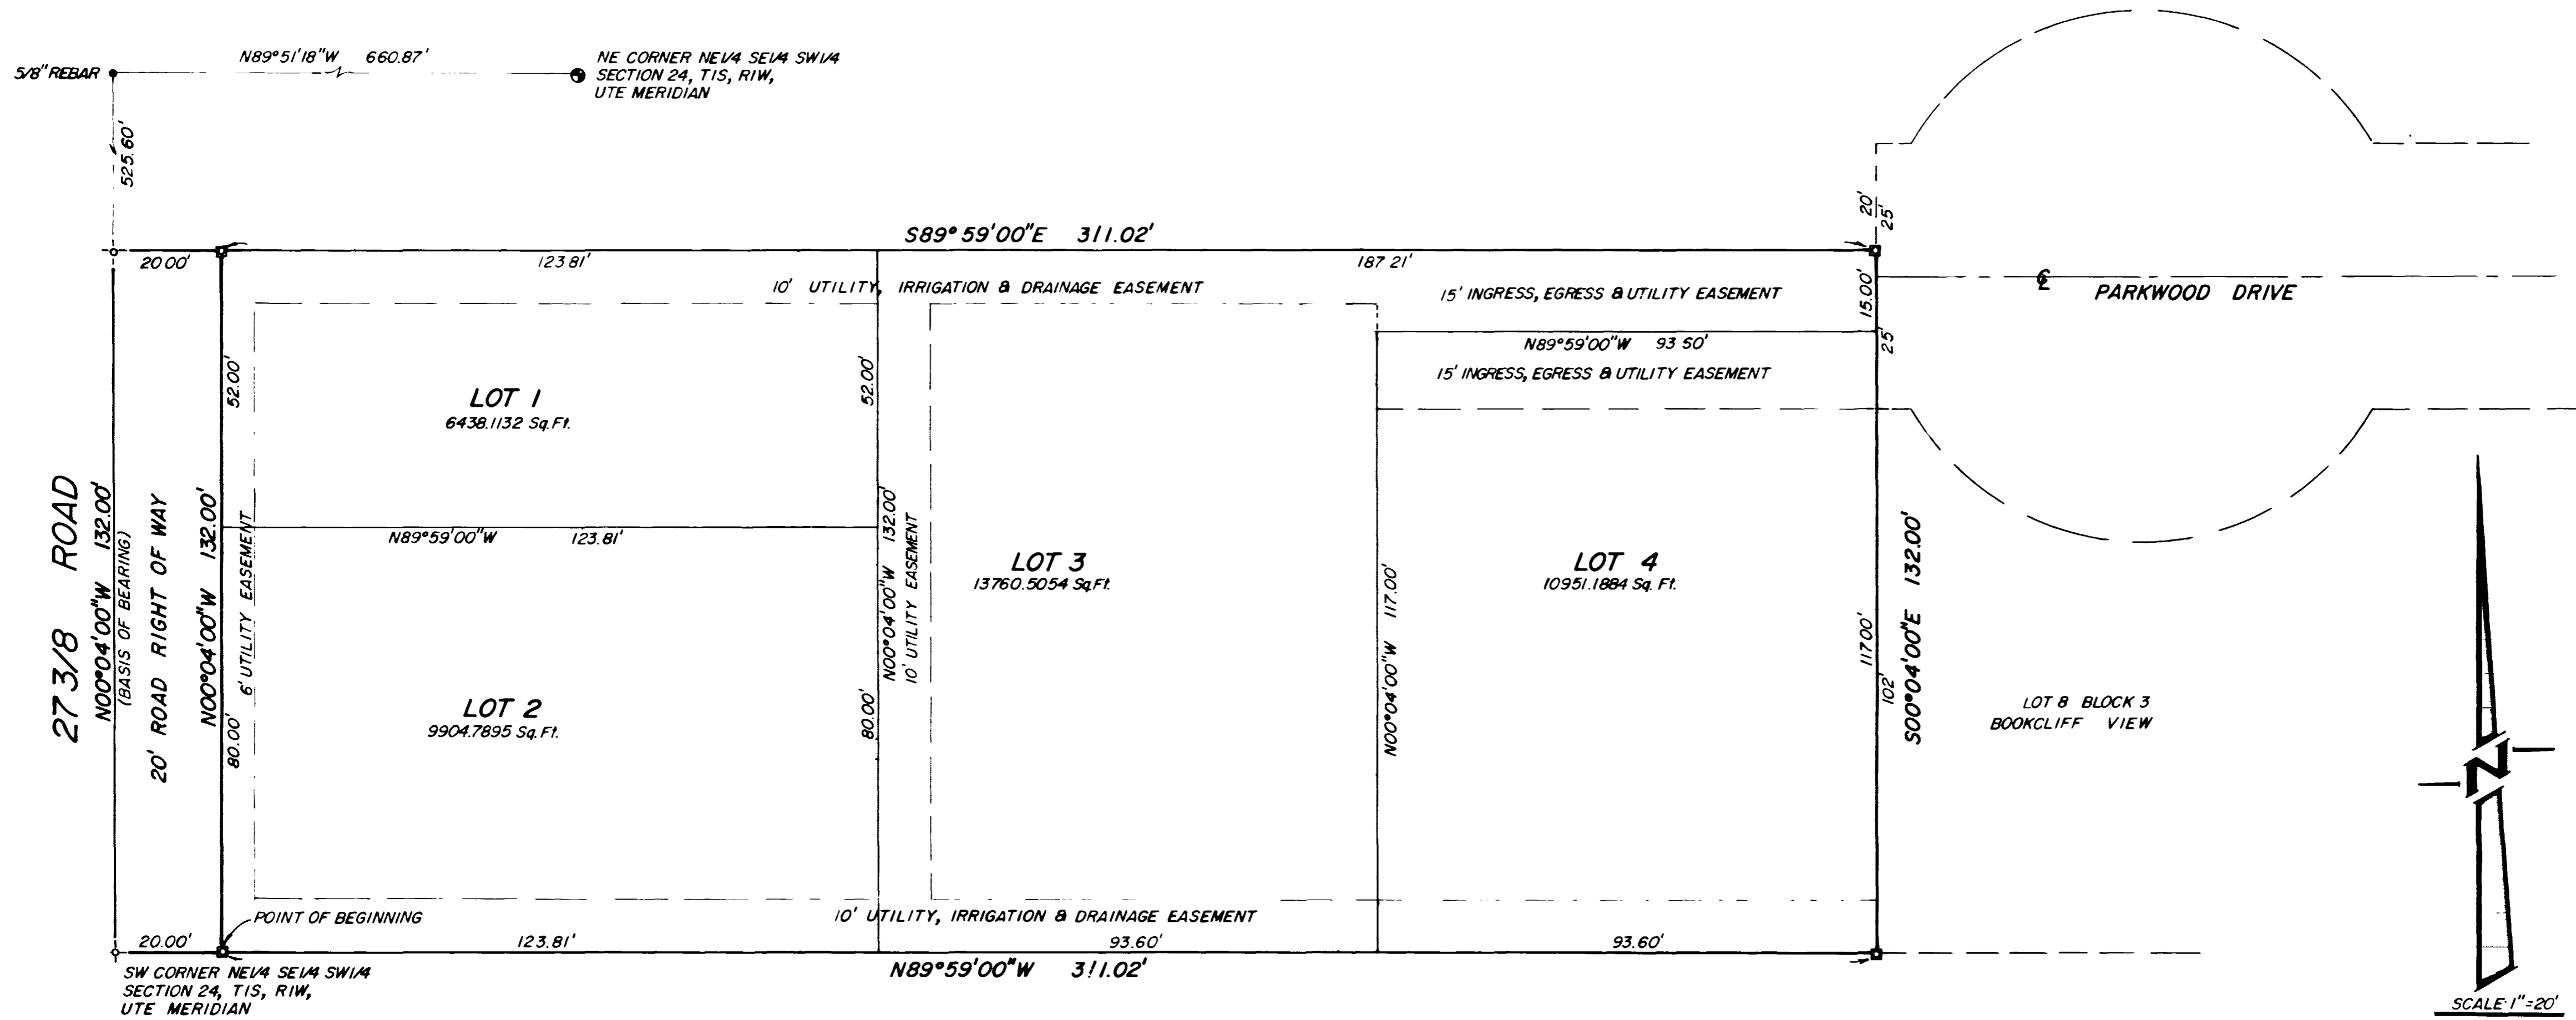 5/8" REBAR
N89°51'18"W 660.87'
NE CORNER NE1/4 SE1/4 SW1/4
SECTION 24, T1S, R1W,
UTE MERIDIAN
525.60'
S89°59'00"E 311.02'
20'
25'
20 00'
123 81'
187 21'
10' UTILITY, IRRIGATION & DRAINAGE EASEMENT
15' INGRESS, EGRESS & UTILITY EASEMENT
15.00'
25'
PARKWOOD DRIVE
N89°59'00"W 93 50'
15' INGRESS, EGRESS & UTILITY EASEMENT
52.00'
LOT 1
6438.1132 Sq.Ft.
52.00'
27 3/8 ROAD
N00°04'00"W 132.00'
(BASIS OF BEARING)
20' ROAD RIGHT OF WAY
N00°04'00"W 132.00'
6' UTILITY EASEMENT
N89°59'00"W 123.81'
N00°04'00"W 132.00'
10' UTILITY EASEMENT
LOT 3
13760.5054 Sq.Ft.
N00°04'00"W 117.00'
LOT 4
10951.1884 Sq. Ft.
117 00'
102'
S00°04'00"E 132.00'
80.00'
LOT 2
9904.7895 Sq. Ft.
80.00'
LOT 8 BLOCK 3
BOOKCLIFF VIEW
N
POINT OF BEGINNING
10' UTILITY, IRRIGATION & DRAINAGE EASEMENT
20.00'
123.81'
93.60'
93.60'
N89°59'00"W 311.02'
SW CORNER NE1/4 SE1/4 SW1/4
SECTION 24, T1S, R1W,
UTE MERIDIAN
SCALE: 1"=20'